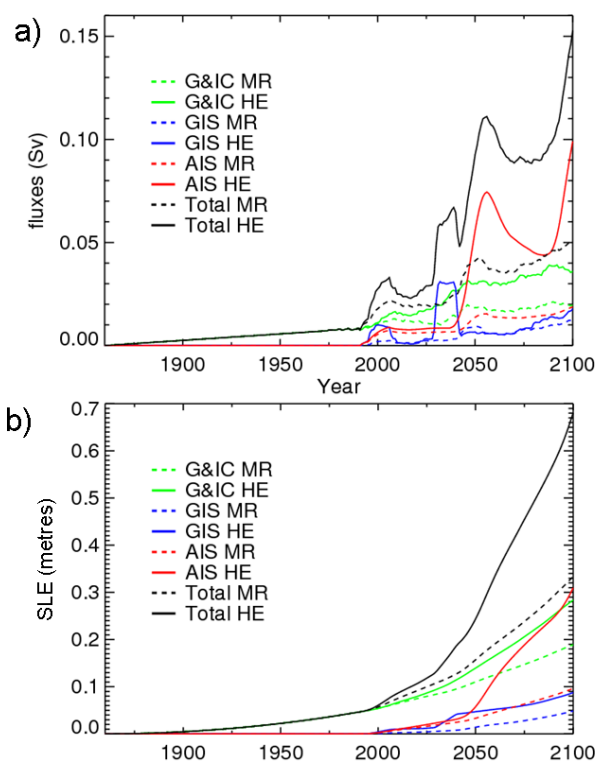 a)
0.15
0.10
0.05
0.00
fluxes (Sv)
G&IC MR
G&IC HE
GIS MR
GIS HE
AIS MR
AIS HE
Total MR
Total HE
1900 1950 2000 2050 2100
Year
b)
0.7
0.6
0.5
0.4
0.3
0.2
0.1
0.0
SLE (metres)
G&IC MR
G&IC HE
GIS MR
GIS HE
AIS MR
AIS HE
Total MR
Total HE
1900 1950 2000 2050 2100